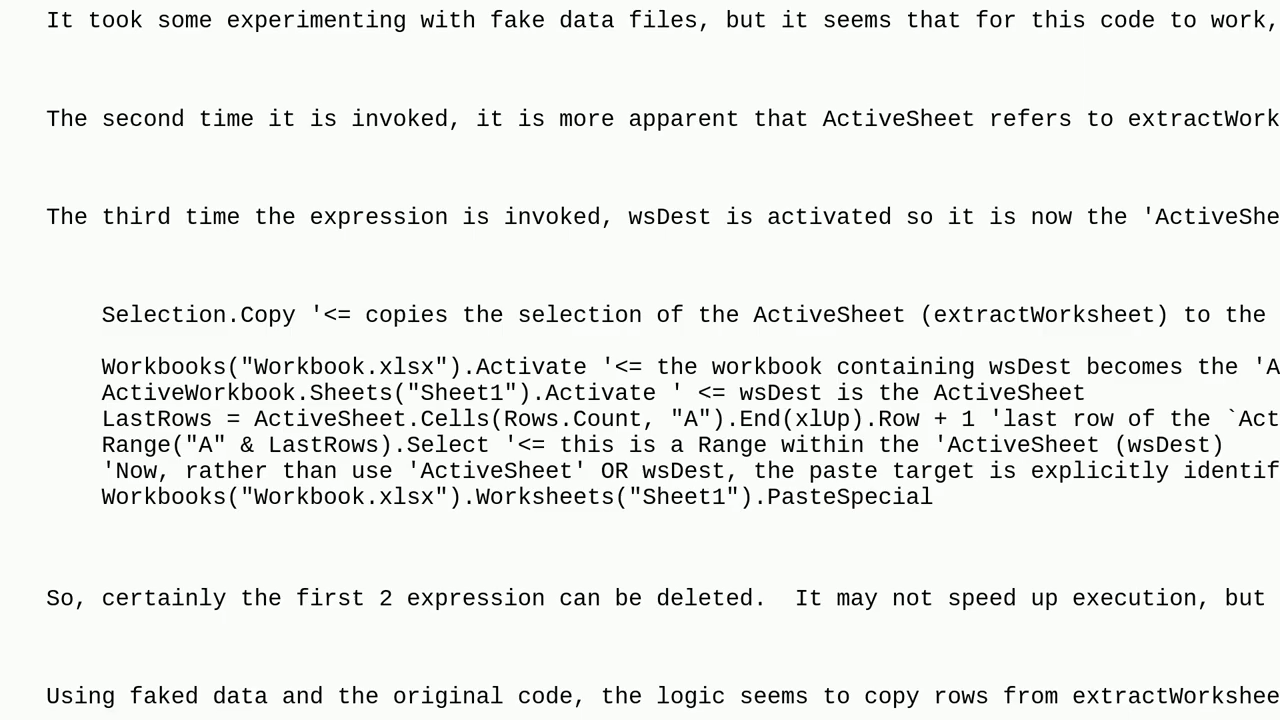 It took some experimenting with fake data files, but it seems that for this code to work,
The second time it is invoked, it is more apparent that ActiveSheet refers to extractWork
The third time the expression is invoked, wsDest is activated so it is now the 'ActiveShe
Selection.Copy '<= copies the selection of the ActiveSheet (extractWorksheet) to the
Workbooks("Workbook.xlsx").Activate '<= the workbook containing wsDest becomes the 'A
ActiveWorkbook.Sheets("Sheet1").Activate ' <= wsDest is the ActiveSheet
LastRows = ActiveSheet.Cells(Rows.Count, "A").End(xlUp).Row + 1 'last row of the `Act
Range("A" & LastRows).Select '<= this is a Range within the 'ActiveSheet (wsDest)
'Now, rather than use 'ActiveSheet' OR wsDest, the paste target is explicitly identif
Workbooks("Workbook.xlsx").Worksheets("Sheet1").PasteSpecial
So, certainly the first 2 expression can be deleted.  It may not speed up execution, but
Using faked data and the original code, the logic seems to copy rows from extractWorkshee